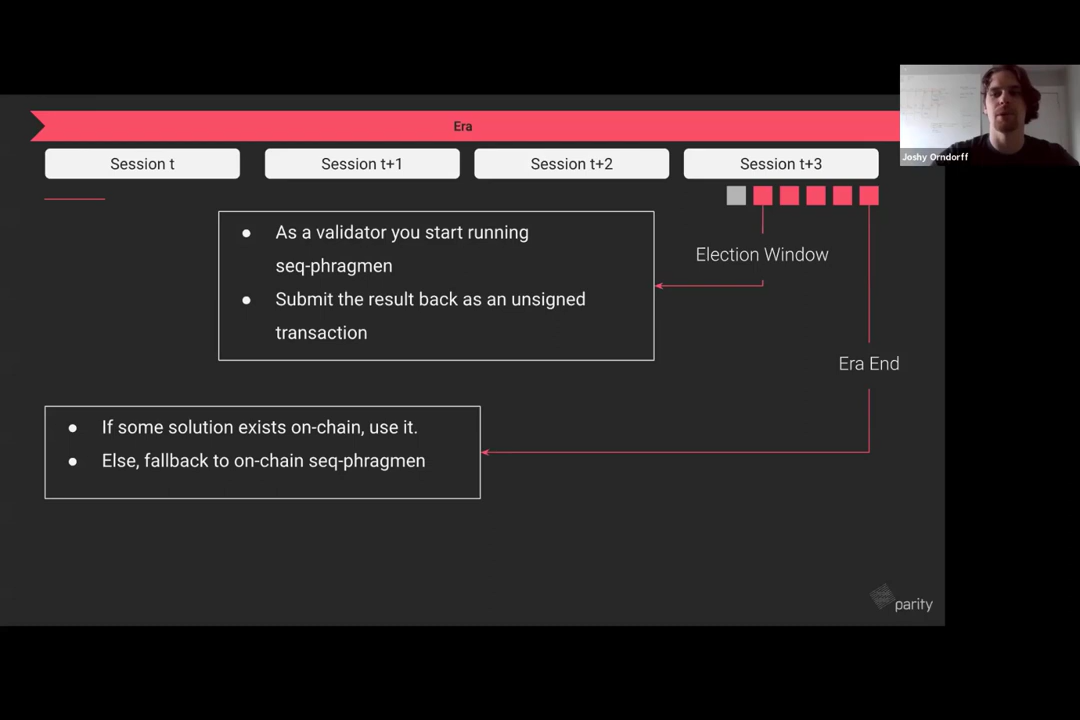 Era
Session t
Session t+1
Session t+2
Session t+3
Joshy Orndorff
As a validator you start running
seq-phragmen
Submit the result back as an unsigned
transaction
Election Window
Era End
If some solution exists on-chain, use it.
Else, fallback to on-chain seq-phragmen
parity